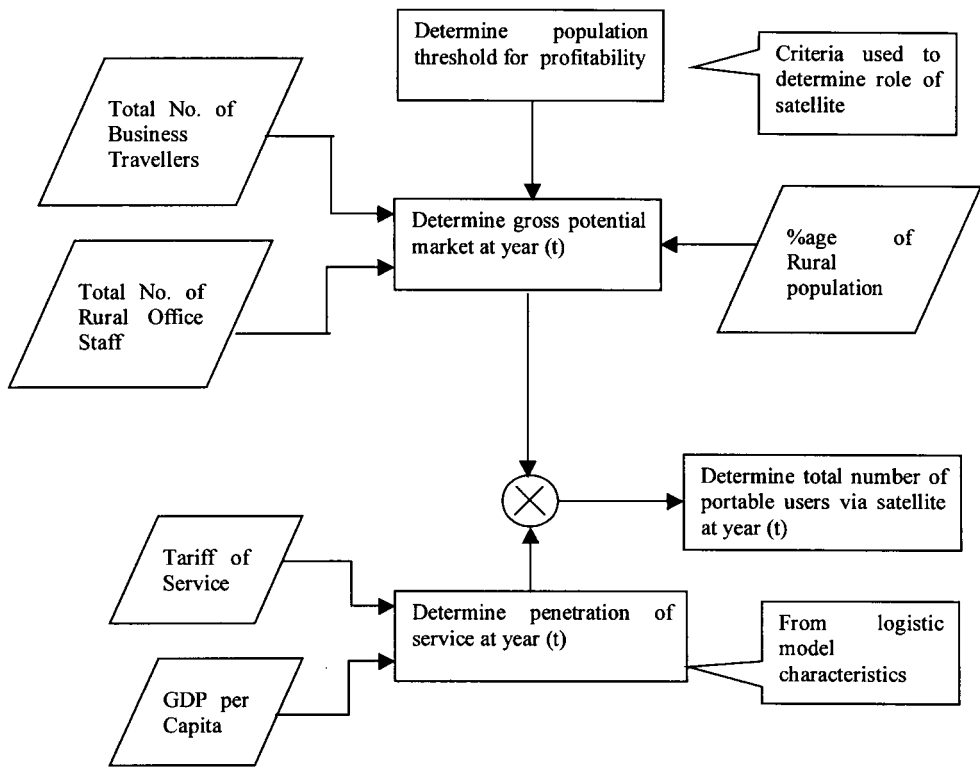 Determine population
threshold for profitability
Criteria used to
determine role of
satellite
Total No. of
Business
Travellers
Determine gross potential
market at year (t)
%age of
Rural
population
Total No. of
Rural Office
Staff
Determine total number of
portable users via satellite
at year (t)
Tariff of
Service
Determine penetration of
service at year (t)
From logistic
model
characteristics
GDP per
Capita